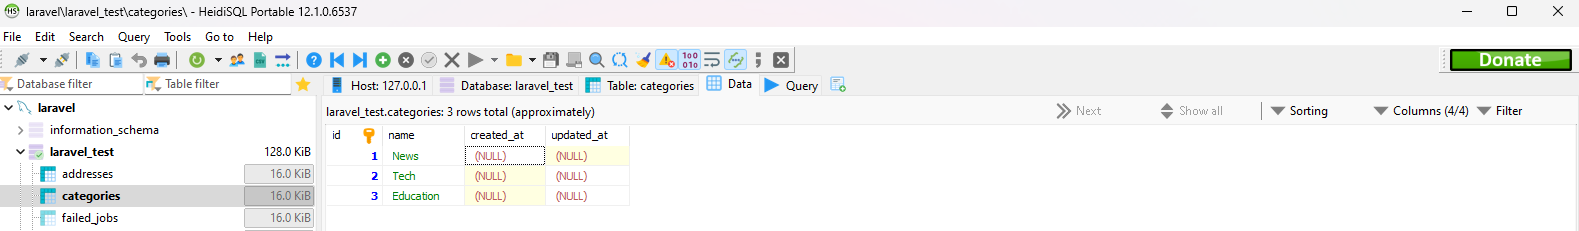 laravel\laravel_test\categories\ - HeidiSQL Portable 12.1.0.6537
File Edit Search Query Tools Go to Help
Donate
Database filter Table filter Host: 127.0.0.1 Database: laravel_test Table: categories Data Query
laravel
laravel_test.categories: 3 rows total (approximately) Next Show all Sorting Columns (4/4) Filter
information_schema
id name created_at updated_at
laravel_test 128.0 KiB
1 News (NULL) (NULL)
addresses 16.0 KiB
2 Tech (NULL) (NULL)
categories 16.0 KiB
3 Education (NULL) (NULL)
failed_jobs 16.0 KiB